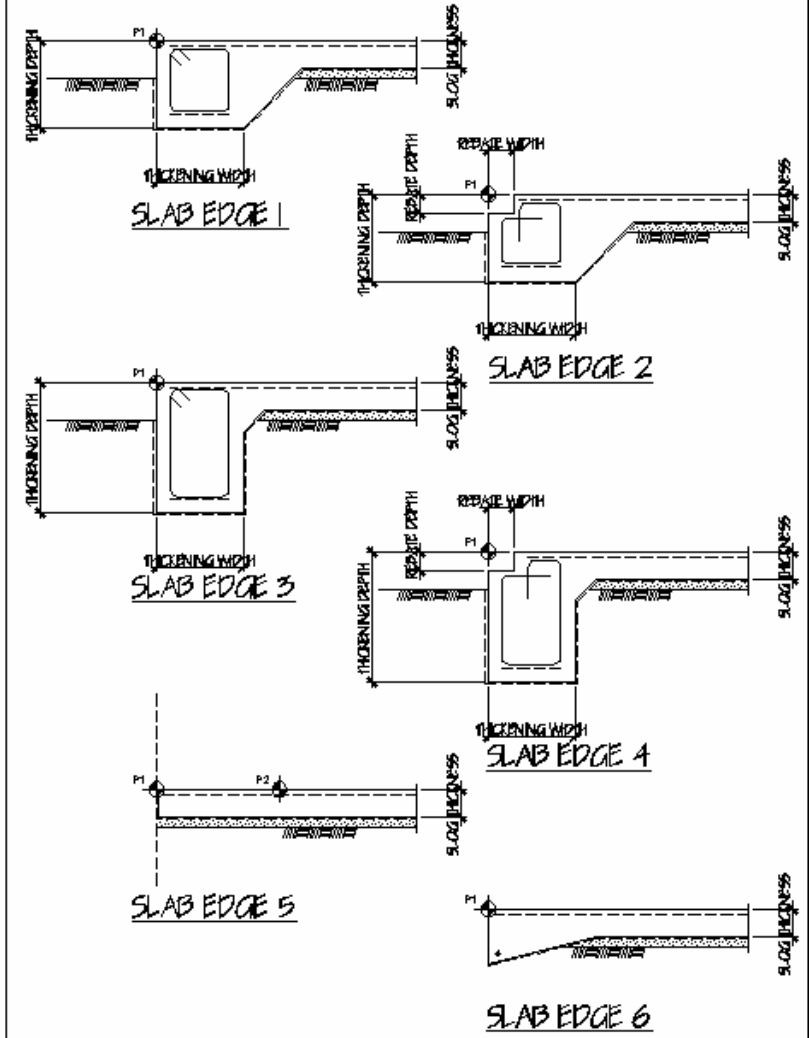 P1
THICKENING DEPTH
SLAB THICKNESS
THICKENING WIDTH
SLAB EDGE 1
REBATE WIDTH
P1
REBATE DEPTH
THICKENING DEPTH
SLAB THICKNESS
THICKENING WIDTH
SLAB EDGE 2
P1
THICKENING DEPTH
SLAB THICKNESS
THICKENING WIDTH
SLAB EDGE 3
REBATE WIDTH
P1
REBATE DEPTH
THICKENING DEPTH
SLAB THICKNESS
THICKENING WIDTH
SLAB EDGE 4
P1 P2
SLAB THICKNESS
SLAB EDGE 5
P1
SLAB THICKNESS
SLAB EDGE 6